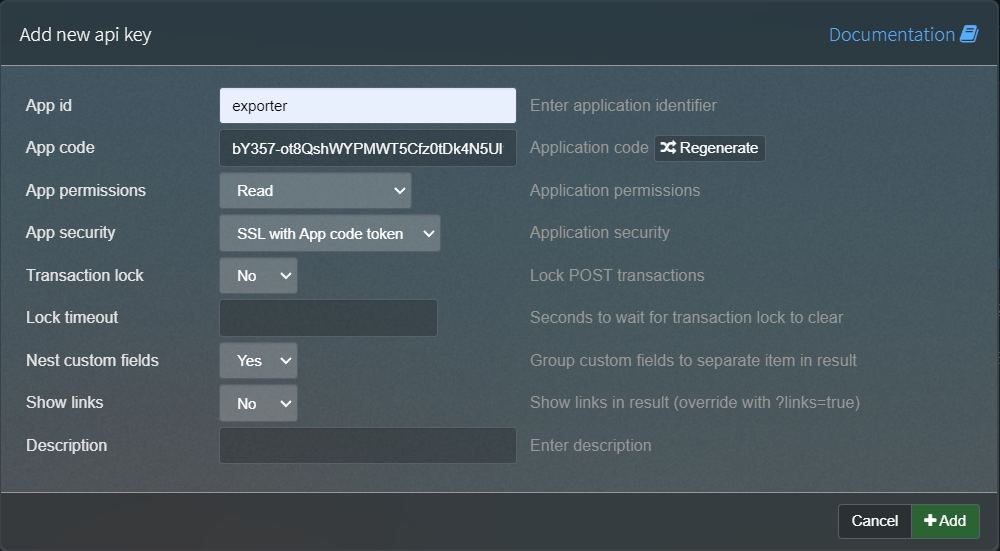 Add new api key Documentation
App id exporter Enter application identifier
App code bY357-ot8QshWYPMWT5Cfz0tDk4N5UI Application code Regenerate
App permissions Read Application permissions
App security SSL with App code token Application security
Transaction lock No Lock POST transactions
Lock timeout Seconds to wait for transaction lock to clear
Nest custom fields Yes Group custom fields to separate item in result
Show links No Show links in result (override with ?links=true)
Description Enter description
Cancel Add